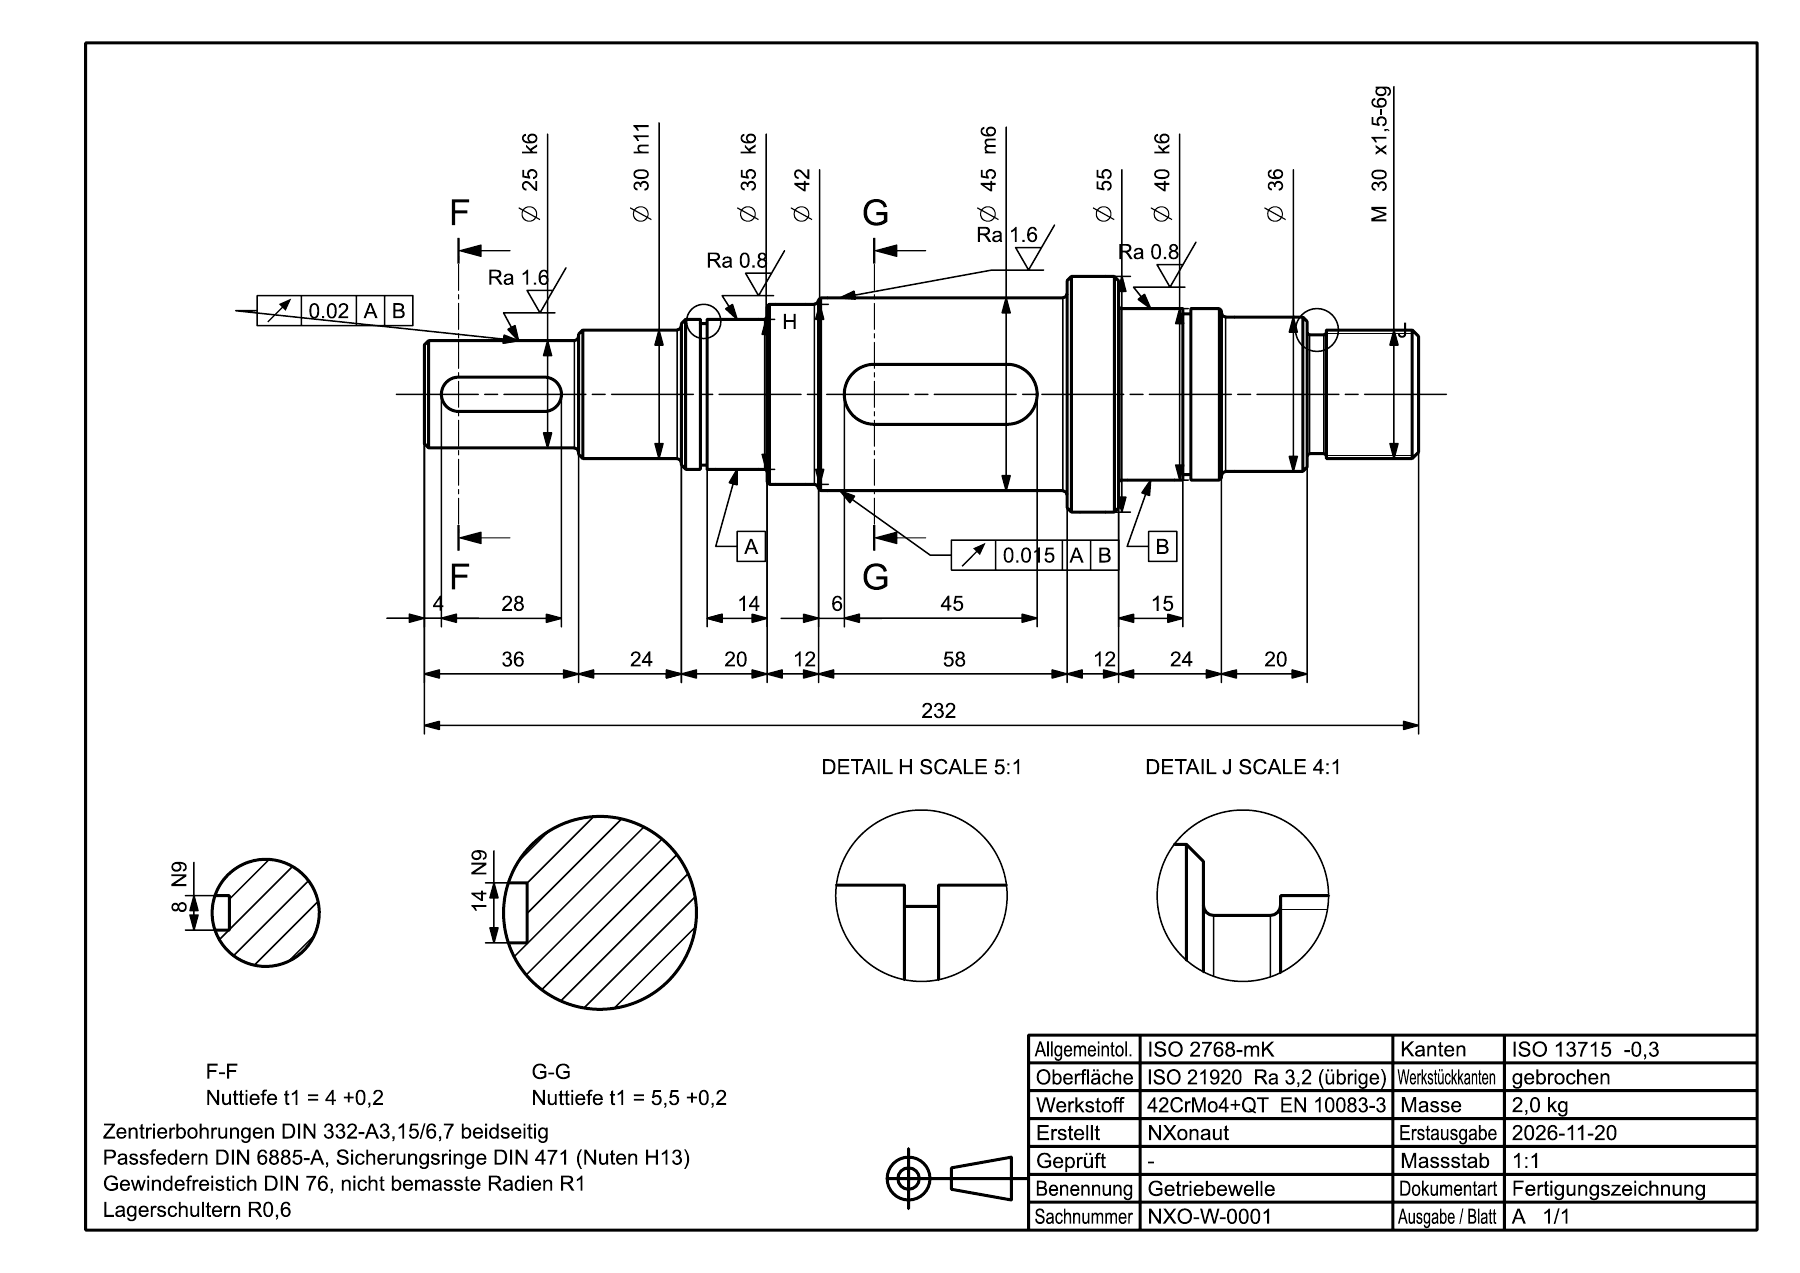 Ø 25 k6
Ø 30 h11
Ø 35 k6
Ø 42
Ø 45 m6
Ø 55
Ø 40 k6
Ø 36
M 30 x1,5-6g
F
G
Ra 1.6
Ra 0.8
Ra 1.6
Ra 0.8
0.02 A B
H
J
A
0.015 A B
B
F
G
4
28
14
6
45
15
36
24
20
12
58
12
24
20
232
DETAIL H SCALE 5:1
DETAIL J SCALE 4:1
8 N9
14 N9
F-F
Nuttiefe t1 = 4 +0,2
G-G
Nuttiefe t1 = 5,5 +0,2
Zentrierbohrungen DIN 332-A3,15/6,7 beidseitig
Passfedern DIN 6885-A, Sicherungsringe DIN 471 (Nuten H13)
Gewindefreistich DIN 76, nicht bemasste Radien R1
Lagerschultern R0,6
Allgemeintol. ISO 2768-mK Kanten ISO 13715 -0,3
Oberfläche ISO 21920 Ra 3,2 (übrige) Werkstückkanten gebrochen
Werkstoff 42CrMo4+QT EN 10083-3 Masse 2,0 kg
Erstellt NXonaut Erstausgabe 2026-11-20
Geprüft - Massstab 1:1
Benennung Getriebewelle Dokumentart Fertigungszeichnung
Sachnummer NXO-W-0001 Ausgabe / Blatt A 1/1